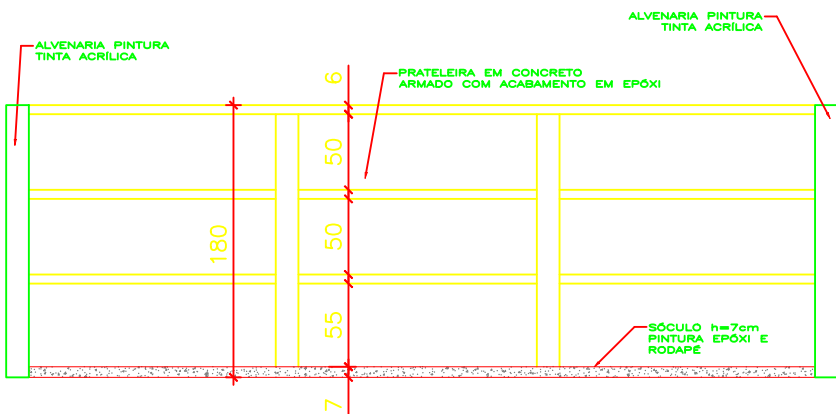 ALVENARIA PINTURA
TINTA ACRÍLICA
ALVENARIA PINTURA
TINTA ACRÍLICA
PRATELEIRA EM CONCRETO
ARMADO COM ACABAMENTO EM EPÓXI
6
50
180
50
55
SÓCULO h=7cm
PINTURA EPÓXI E
RODAPÉ
7